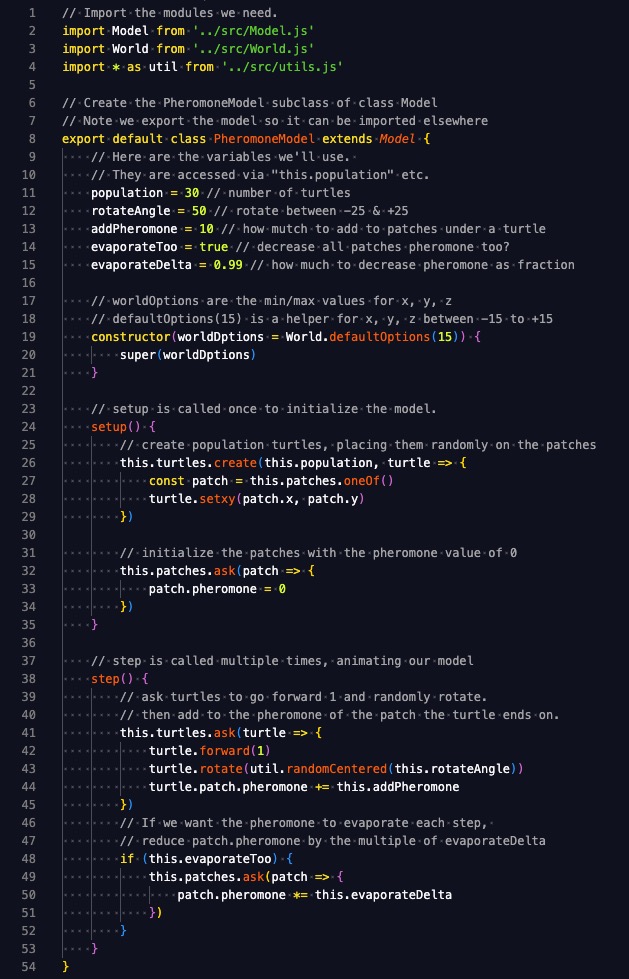 1 // Import the modules we need.
2 import Model from '../src/Model.js'
3 import World from '../src/World.js'
4 import * as util from '../src/utils.js'
5
6 // Create the PheromoneModel subclass of class Model
7 // Note we export the model so it can be imported elsewhere
8 export default class PheromoneModel extends Model {
9     // Here are the variables we'll use.
10     // They are accessed via "this.population" etc.
11     population = 30 // number of turtles
12     rotateAngle = 50 // rotate between -25 & +25
13     addPheromone = 10 // how mutch to add to patches under a turtle
14     evaporateToo = true // decrease all patches pheromone too?
15     evaporateDelta = 0.99 // how much to decrease pheromone as fraction
16
17     // worldOptions are the min/max values for x, y, z
18     // defaultOptions(15) is a helper for x, y, z between -15 to +15
19     constructor(worldDptions = World.defaultOptions(15)) {
20         super(worldDptions)
21     }
22
23     // setup is called once to initialize the model.
24     setup() {
25         // create population turtles, placing them randomly on the patches
26         this.turtles.create(this.population, turtle => {
27             const patch = this.patches.oneOf()
28             turtle.setxy(patch.x, patch.y)
29         })
30
31         // initialize the patches with the pheromone value of 0
32         this.patches.ask(patch => {
33             patch.pheromone = 0
34         })
35     }
36
37     // step is called multiple times, animating our model
38     step() {
39         // ask turtles to go forward 1 and randomly rotate.
40         // then add to the pheromone of the patch the turtle ends on.
41         this.turtles.ask(turtle => {
42             turtle.forward(1)
43             turtle.rotate(util.randomCentered(this.rotateAngle))
44             turtle.patch.pheromone += this.addPheromone
45         })
46         // If we want the pheromone to evaporate each step,
47         // reduce patch.pheromone by the multiple of evaporateDelta
48         if (this.evaporateToo) {
49             this.patches.ask(patch => {
50                 patch.pheromone *= this.evaporateDelta
51             })
52         }
53     }
54 }